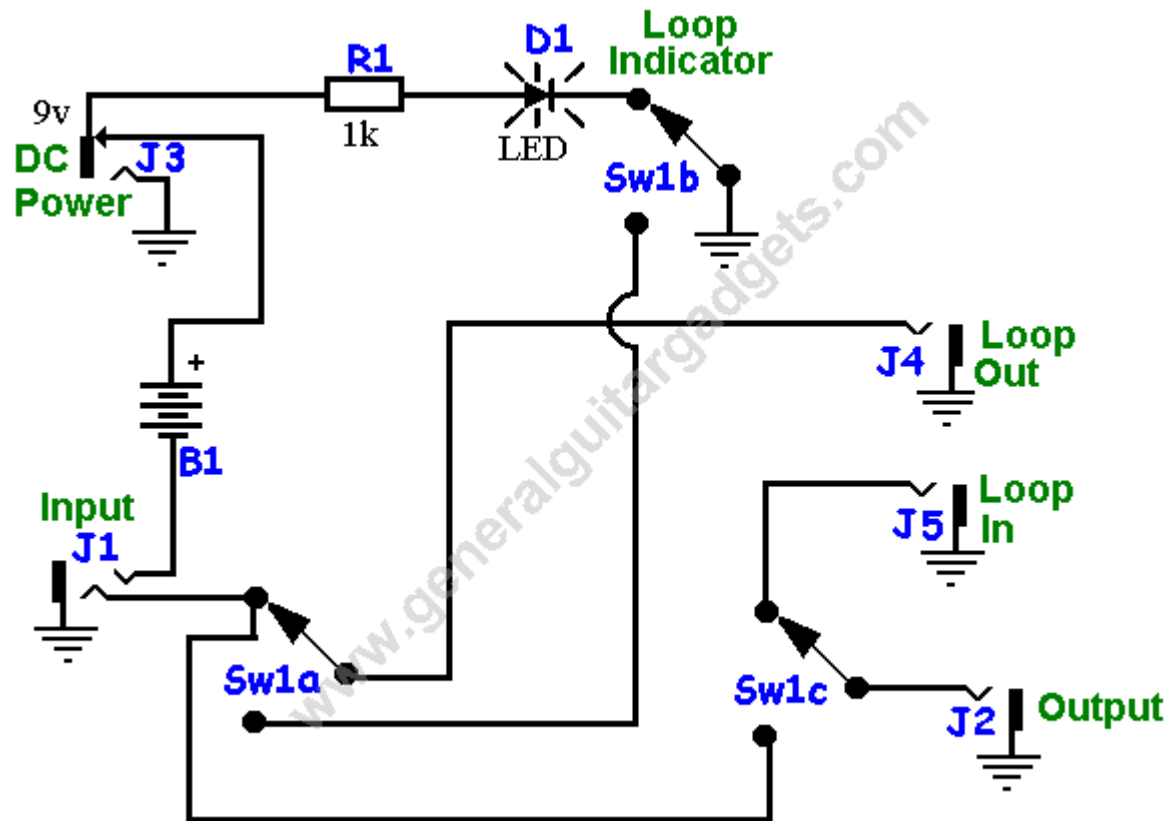 Loop
Indicator
D1
R1
9v
1k
LED
DC
Power
J3
Sw1b
Loop
Out
J4
+
B1
Input
J1
Loop
In
J5
Sw1a
Sw1c
J2
Output
www.generalguitargadgets.com